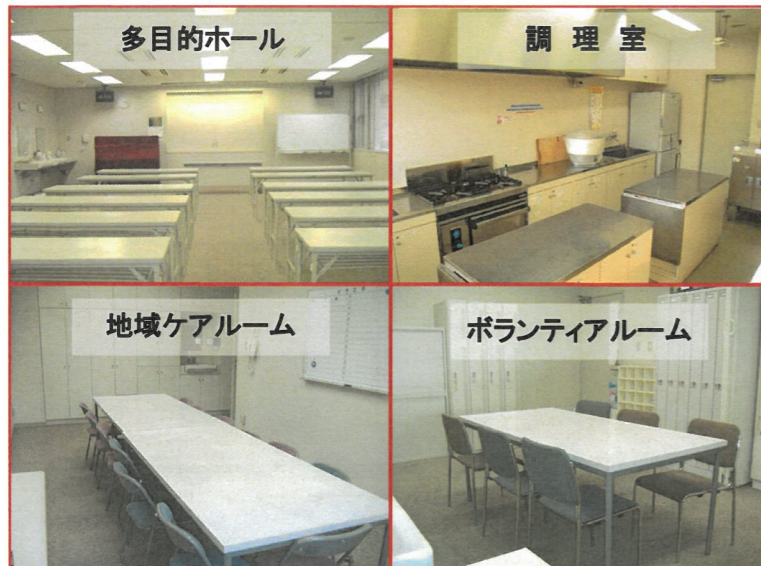 多目的ホール
調 理 室
地域ケアルーム
ボランティアルーム